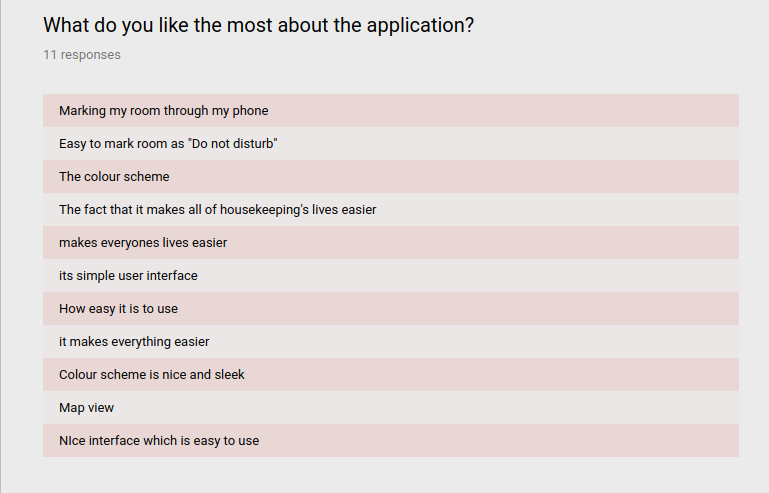 What do you like the most about the application?
11 responses
Marking my room through my phone
Easy to mark room as "Do not disturb"
The colour scheme
The fact that it makes all of housekeeping's lives easier
makes everyones lives easier
its simple user interface
How easy it is to use
it makes everything easier
Colour scheme is nice and sleek
Map view
NIce interface which is easy to use